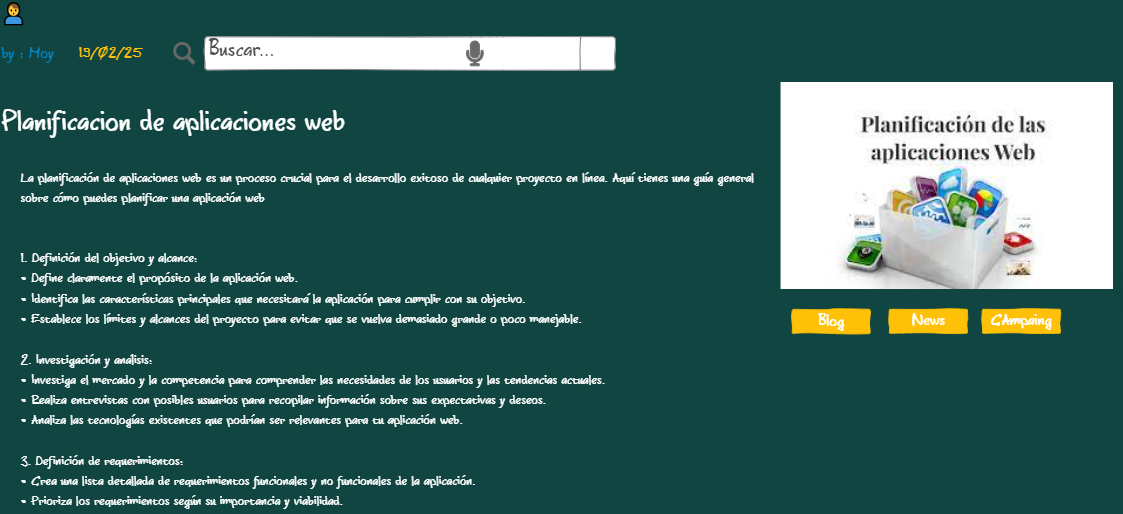 by : Hoy 19/02/25 Buscar...
Planificacion de aplicaciones web
Planificación de las
aplicaciones Web
La planificación de aplicaciones web es un proceso crucial para el desarrollo exitoso de cualquier proyecto en línea. Aquí tienes una guía general
sobre cómo puedes planificar una aplicación web
1. Definición del objetivo y alcance:
- Define claramente el propósito de la aplicación web.
- Identifica las características principales que necesitará la aplicación para cumplir con su objetivo.
- Establece los límites y alcances del proyecto para evitar que se vuelva demasiado grande o poco manejable.
Blog News CAmpaing
2. Investigación y análisis:
- Investiga el mercado y la competencia para comprender las necesidades de los usuarios y las tendencias actuales.
- Realiza entrevistas con posibles usuarios para recopilar información sobre sus expectativas y deseos.
- Analiza las tecnologías existentes que podrían ser relevantes para tu aplicación web.
3. Definición de requerimientos:
- Crea una lista detallada de requerimientos funcionales y no funcionales de la aplicación.
- Prioriza los requerimientos según su importancia y viabilidad.